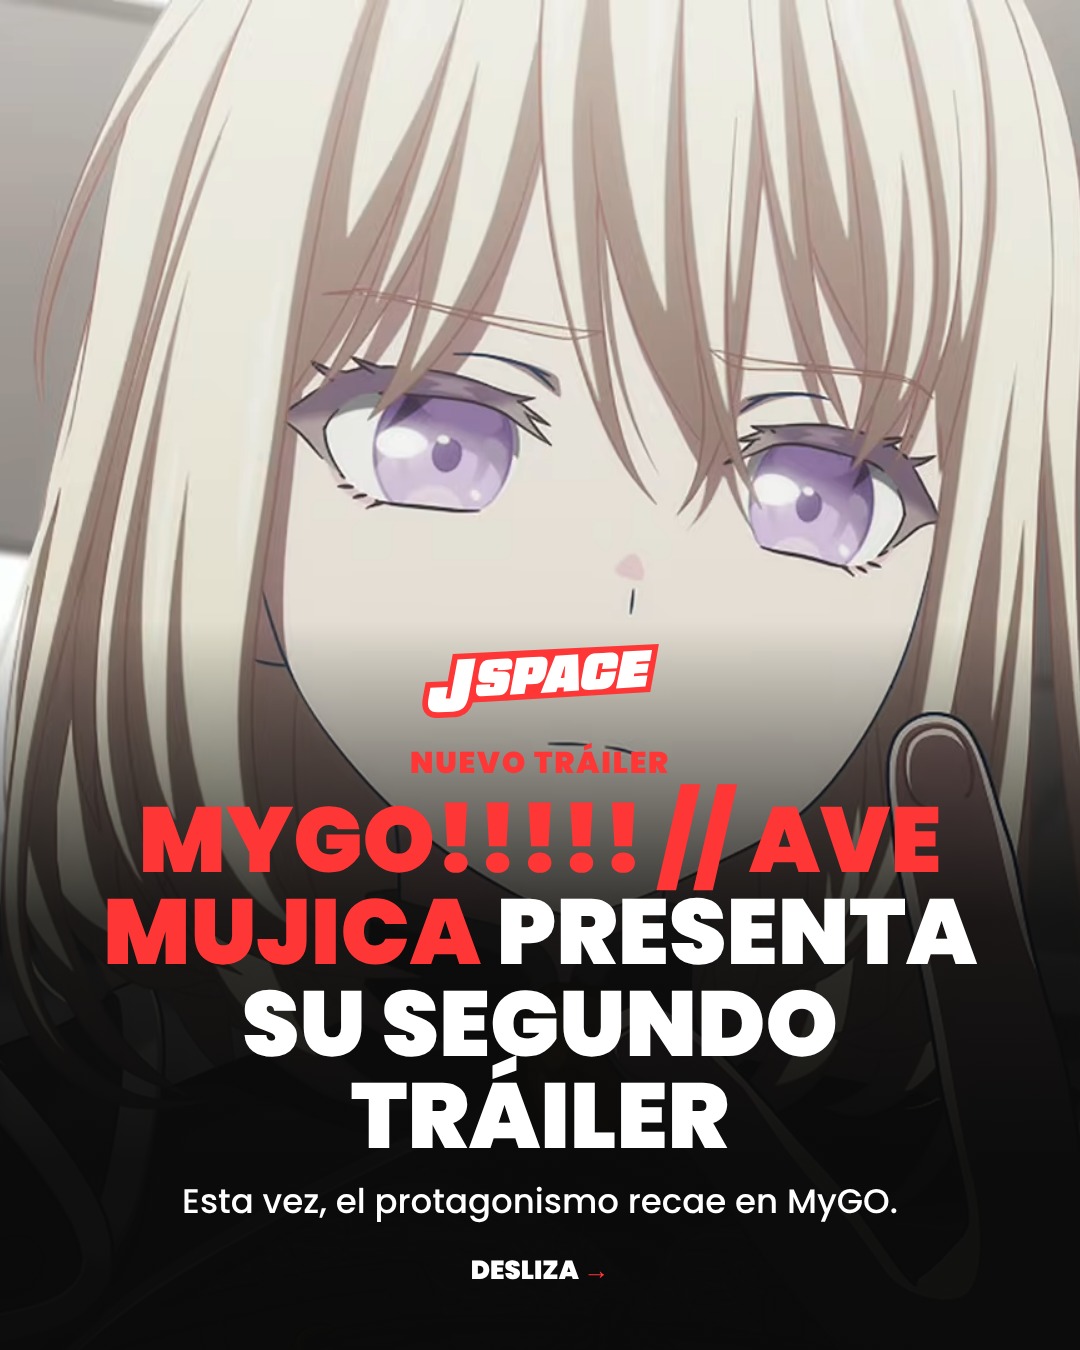 JSPACE
NUEVO TRÁILER
MYGO!!!!! // AVE
MUJICA PRESENTA
SU SEGUNDO
TRÁILER
Esta vez, el protagonismo recae en MyGO.
DESLIZA →